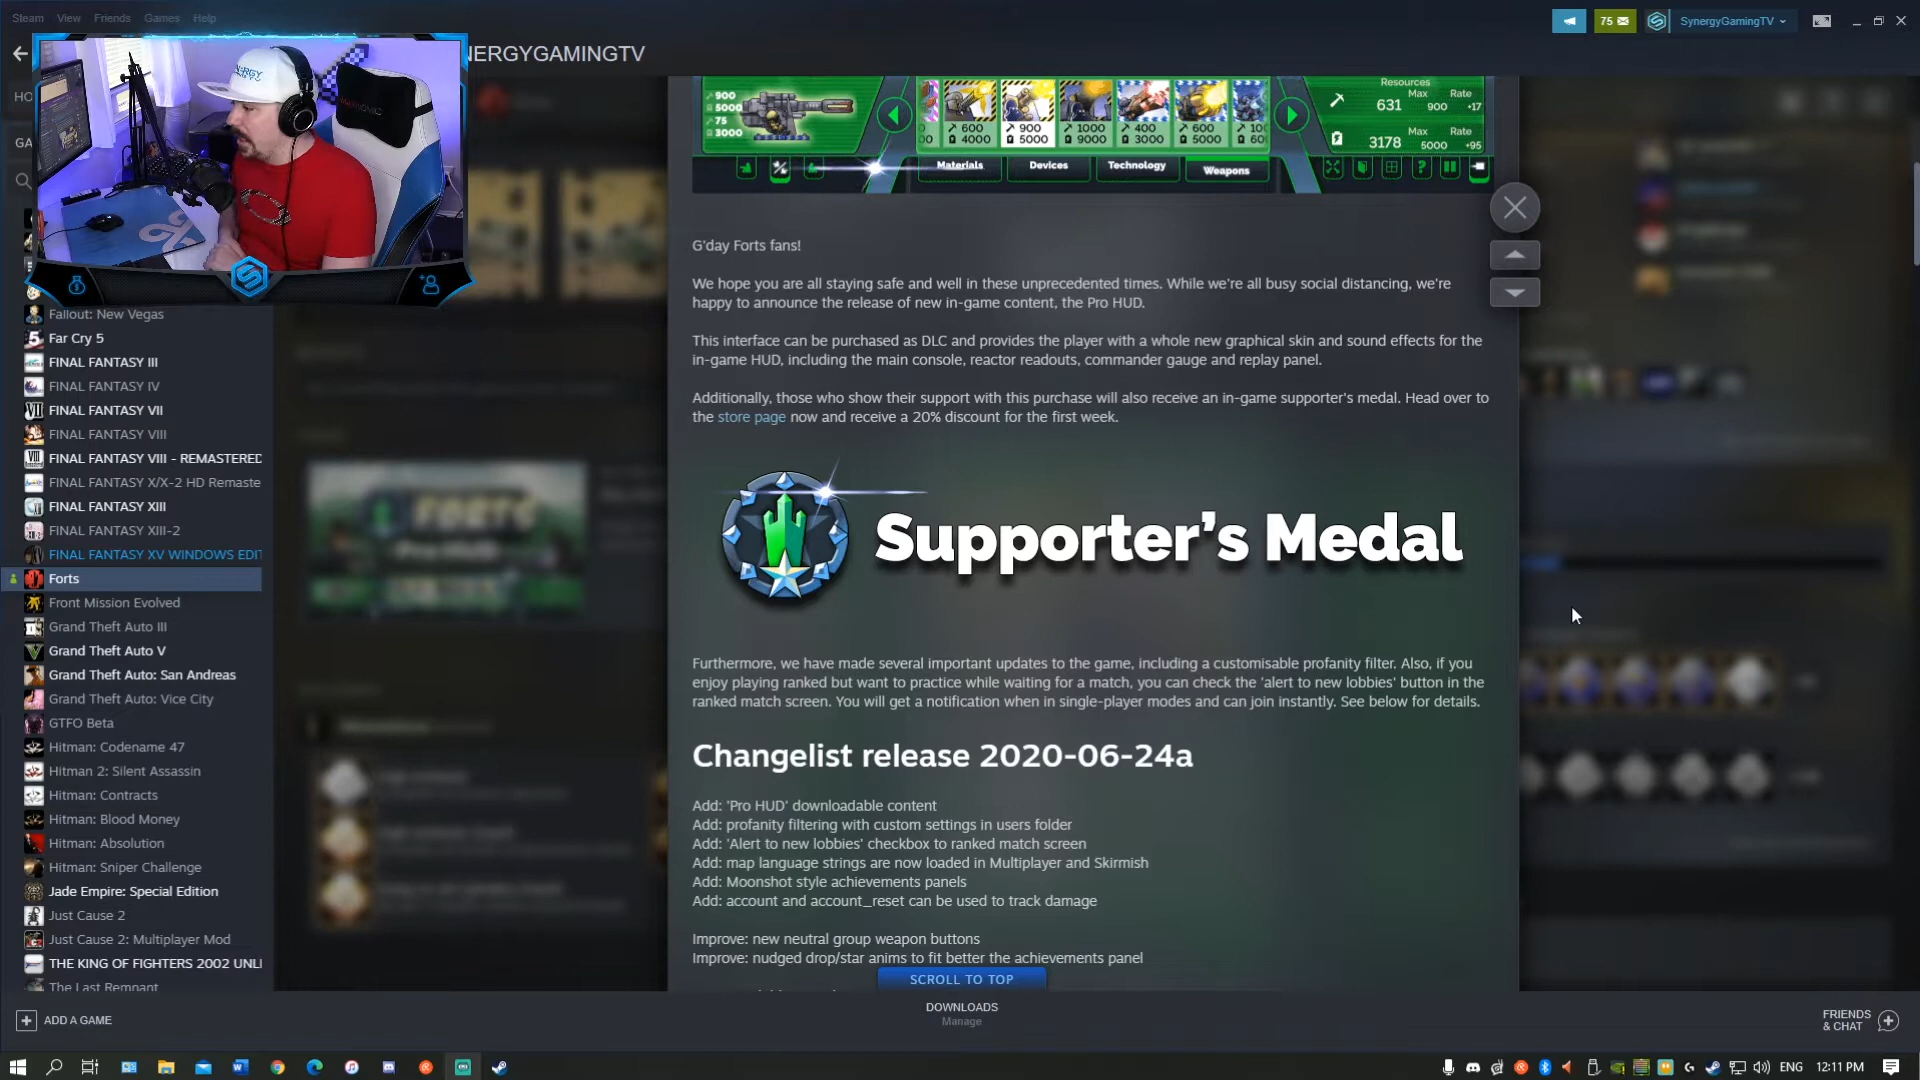 Steam View Friends Games Help
75
SynergyGamingTV
NERGYGAMINGTV
HO
GA
900
5000
75
3000
600
4000
900
5000
1000
9000
400
3000
600
5000
Resources
Max Rate
631 900 +17
Max Rate
3178 5000 +95
Materials Devices Technology Weapons
G'day Forts fans!
We hope you are all staying safe and well in these unprecedented times. While we're all busy social distancing, we're
happy to announce the release of new in-game content, the Pro HUD.
This interface can be purchased as DLC and provides the player with a whole new graphical skin and sound effects for the
in-game HUD, including the main console, reactor readouts, commander gauge and replay panel.
Additionally, those who show their support with this purchase will also receive an in-game supporter's medal. Head over to
the store page now and receive a 20% discount for the first week.
Supporter's Medal
Furthermore, we have made several important updates to the game, including a customisable profanity filter. Also, if you
enjoy playing ranked but want to practice while waiting for a match, you can check the 'alert to new lobbies' button in the
ranked match screen. You will get a notification when in single-player modes and can join instantly. See below for details.
Changelist release 2020-06-24a
Add: 'Pro HUD' downloadable content
Add: profanity filtering with custom settings in users folder
Add: 'Alert to new lobbies' checkbox to ranked match screen
Add: map language strings are now loaded in Multiplayer and Skirmish
Add: Moonshot style achievements panels
Add: account and account_reset can be used to track damage
Improve: new neutral group weapon buttons
Improve: nudged drop/star anims to fit better the achievements panel
SCROLL TO TOP
Fallout: New Vegas
Far Cry 5
FINAL FANTASY III
FINAL FANTASY IV
FINAL FANTASY VII
FINAL FANTASY VIII
FINAL FANTASY VIII - REMASTERED
FINAL FANTASY X/X-2 HD Remaste
FINAL FANTASY XIII
FINAL FANTASY XIII-2
FINAL FANTASY XV WINDOWS EDIT
Forts
Front Mission Evolved
Grand Theft Auto III
Grand Theft Auto V
Grand Theft Auto: San Andreas
Grand Theft Auto: Vice City
GTFO Beta
Hitman: Codename 47
Hitman 2: Silent Assassin
Hitman: Contracts
Hitman: Blood Money
Hitman: Absolution
Hitman: Sniper Challenge
Jade Empire: Special Edition
Just Cause 2
Just Cause 2: Multiplayer Mod
THE KING OF FIGHTERS 2002 UNLI
The Last Remnant
ADD A GAME
DOWNLOADS
Manage
FRIENDS
& CHAT
ENG 12:11 PM